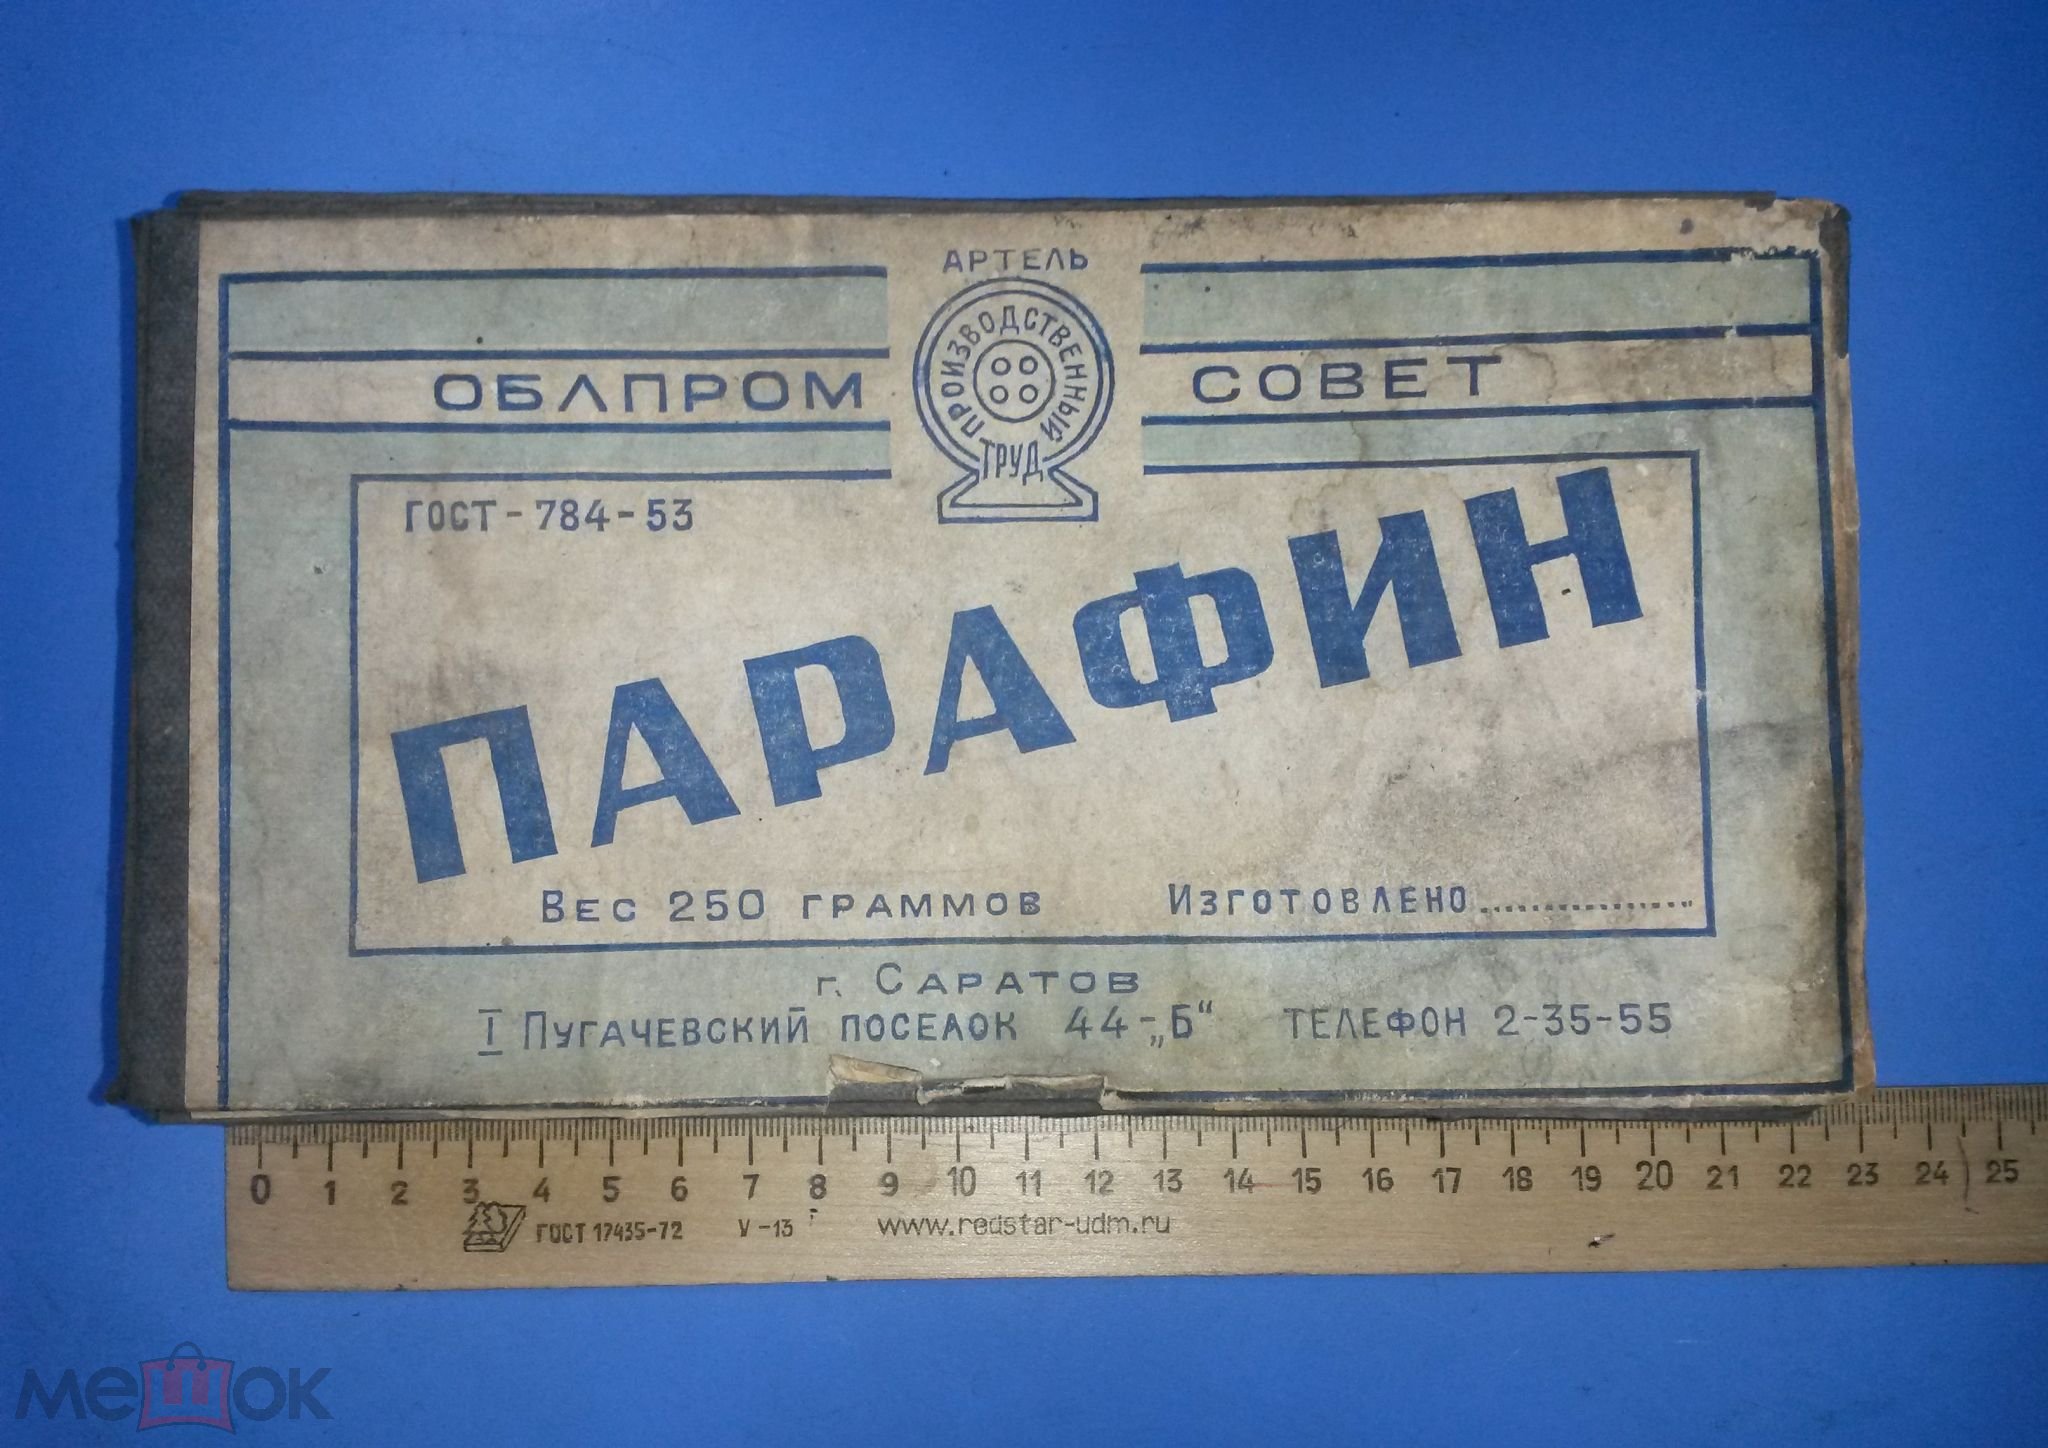 АРТЕЛЬ
ОБЛПРОМ СОВЕТ
ПРОИЗВОДСТВЕННЫЙ
ТРУД
ГОСТ-784-53
ПАРАФИН
Вес 250 граммов Изготовлено.................
г. Саратов
I Пугачевский поселок 44-„Б“ телефон 2-35-55
0 1 2 3 4 5 6 7 8 9 10 11 12 13 14 15 16 17 18 19 20 21 22 23 24 25
ГОСТ 17435-72 V-13 www.redstar-udm.ru
мешок